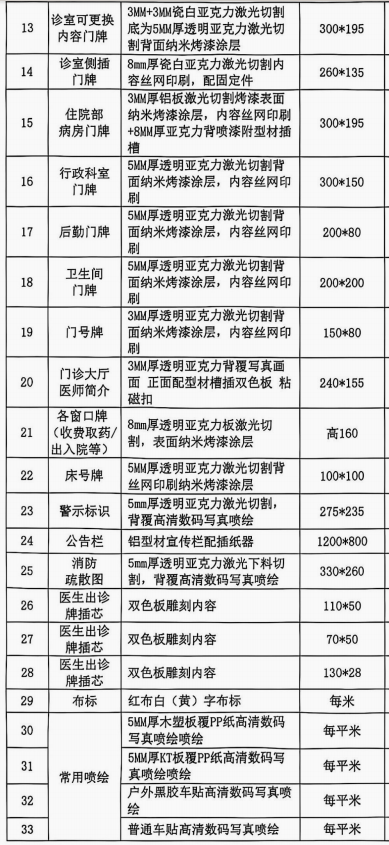 13 诊室可更换内容门牌 3MM+3MM瓷白亚克力激光切割底为5MM厚透明亚克力激光切割背面纳米烤漆涂层 300*195
14 诊室侧插门牌 8mm厚瓷白亚克力激光切割内容丝网印刷，配固定件 260*135
15 住院部病房门牌 3MM厚铝板激光切割烤漆表面纳米烤漆涂层，内容丝网印刷+8MM厚亚克力背喷漆附型材插槽 300*195
16 行政科室门牌 5MM厚透明亚克力激光切割背面纳米烤漆涂层，内容丝网印刷 300*150
17 后勤门牌 5MM厚透明亚克力激光切割背面纳米烤漆涂层，内容丝网印刷 200*80
18 卫生间门牌 5MM厚透明亚克力激光切割背面纳米烤漆涂层，内容丝网印刷 200*200
19 门号牌 3MM厚透明亚克力激光切割背面纳米烤漆涂层，内容丝网印刷 150*80
20 门诊大厅医师简介 3MM厚透明亚克力背覆写真画面 正面配型材槽插双色板 粘磁扣 240*155
21 各窗口牌（收费取药/出入院等） 8mm厚透明亚克力板激光切割，表面纳米烤漆涂层 高160
22 床号牌 5MM厚透明亚克力激光切割背丝网印刷纳米烤漆涂层 100*100
23 警示标识 5mm厚透明亚克力激光切割，背覆高清数码写真喷绘 275*235
24 公告栏 铝型材宣传栏配插纸器 1200*800
25 消防疏散图 5mm厚透明亚克力激光下料切割，背覆高清数码写真喷绘 330*260
26 医生出诊牌插芯 双色板雕刻内容 110*50
27 医生出诊牌插芯 双色板雕刻内容 70*50
28 医生出诊牌插芯 双色板雕刻内容 130*28
29 布标 红布白（黄）字布标 每米
30 常用喷绘 5MM厚木塑板覆PP纸高清数码写真喷绘喷绘 每平米
31 5MM厚KT板覆PP纸高清数码写真喷绘喷绘 每平米
32 户外黑胶车贴高清数码写真喷绘 每平米
33 普通车贴高清数码写真喷绘 每平米